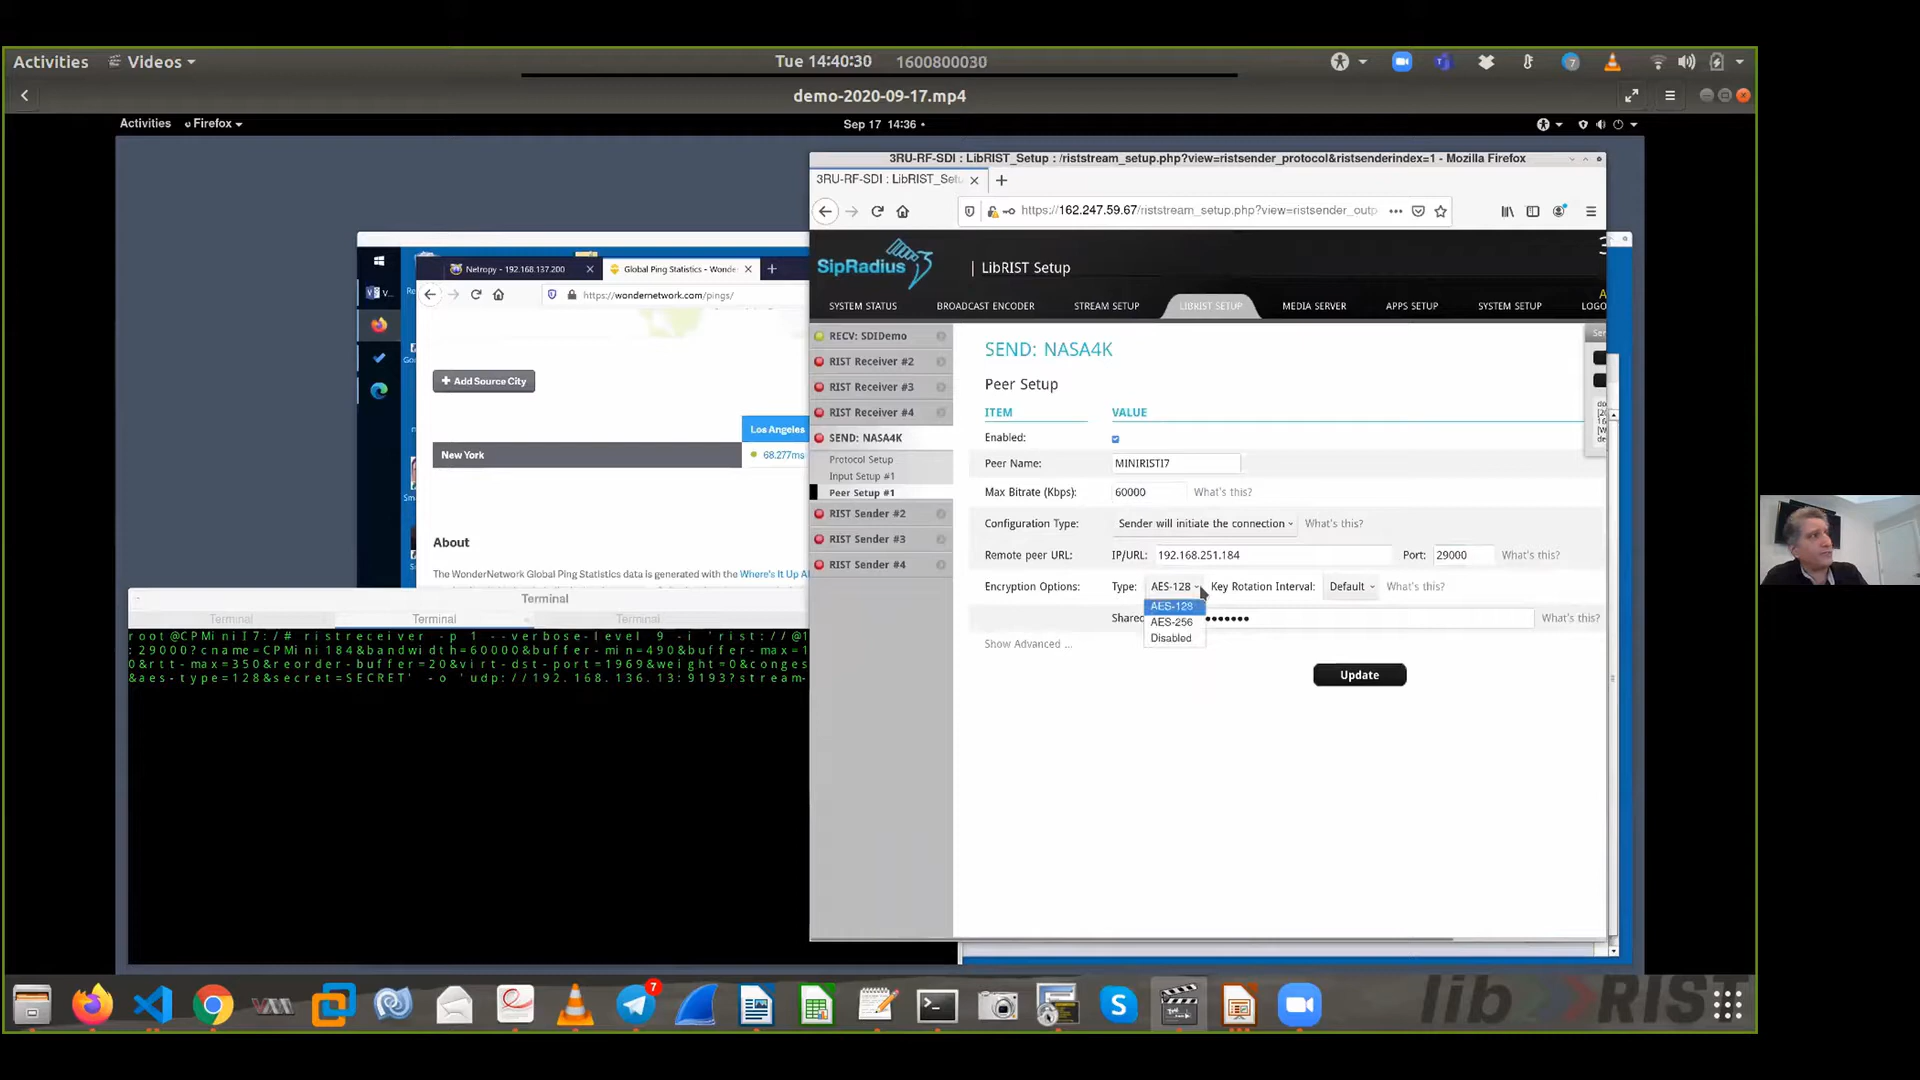 Activities Videos Tue 14:40:30 1600800030
demo-2020-09-17.mp4
Activities Firefox Sep 17 14:36
3RU-RF-SDI : LibRIST_Setup : /riststream_setup.php?view=ristsender_protocol&ristsenderindex=1 - Mozilla Firefox
3RU-RF-SDI : LibRIST_Setu
https://162.247.59.67/riststream_setup.php?view=ristsender_outp
SipRadius | LibRIST Setup
SYSTEM STATUS BROADCAST ENCODER STREAM SETUP LIBRIST SETUP MEDIA SERVER APPS SETUP SYSTEM SETUP LOGO
RECV: SDIDemo
RIST Receiver #2
RIST Receiver #3
RIST Receiver #4
SEND: NASA4K
Protocol Setup
Input Setup #1
Peer Setup #1
RIST Sender #2
RIST Sender #3
RIST Sender #4
SEND: NASA4K
Peer Setup
ITEM VALUE
Enabled:
Peer Name: MINIRISTI7
Max Bitrate (Kbps): 60000 What's this?
Configuration Type: Sender will initiate the connection What's this?
Remote peer URL: IP/URL: 192.168.251.184 Port: 29000 What's this?
Encryption Options: Type: AES-128 Key Rotation Interval: Default What's this?
AES-128
AES-256
Disabled
Shared What's this?
Show Advanced ...
Update
Netropy - 192.168.137.200 Global Ping Statistics - Wonde
https://wondernetwork.com/pings/
+ Add Source City
Los Angeles
New York 68.277ms
About
The WonderNetwork Global Ping Statistics data is generated with the Where's It Up A
Terminal
Terminal Terminal Terminal
root@CPMiniI7:/# ristreceiver -p 1 --verbose-level 9 -i 'rist://@1
:29000?cname=CPMini184&bandwidth=60000&buffer-min=490&buffer-max=1
0&rtt-max=350&reorder-buffer=20&virt-dst-port=1969&weight=0&conges
&aes-type=128&secret=SECRET' -o 'udp://192.168.136.13:9193?stream-
7
lib RIST